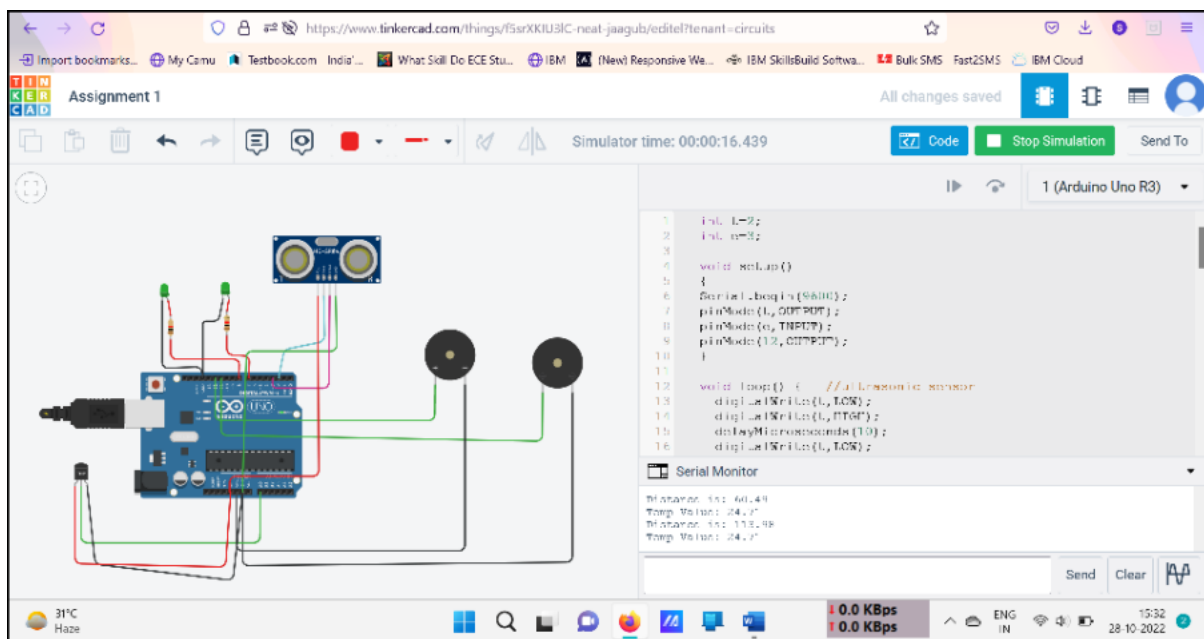 https://www.tinkercad.com/things/f5srXKIU3lC-neat-jaagub/editel?tenant=circuits
Import bookmarks... My Camu Testbook.com India'... What Skill Do ECE Stu... IBM (New) Responsive We... IBM SkillsBuild Softwa... Bulk SMS Fast2SMS IBM Cloud
TIN
KER
CAD
Assignment 1
All changes saved
Simulator time: 00:00:16.439
Code
Stop Simulation
Send To
1 (Arduino Uno R3)
1 int t=2;
2 int e=3;
3
4 void setup()
5 {
6 Serial.begin(9600);
7 pinMode(t,OUTPUT);
8 pinMode(e,INPUT);
9 pinMode(12,OUTPUT);
10 }
11
12 void loop() { //ultrasonic sensor
13 digitalWrite(t,LOW);
14 digitalWrite(t,HIGH);
15 delayMicroseconds(10);
16 digitalWrite(t,LOW);
Serial Monitor
Distance is: 60.49
Temp Value: 24.71
Distance is: 113.98
Temp Value: 24.71
Send
Clear
UNO
31°C
Haze
0.0 KBps
0.0 KBps
ENG
IN
15:32
28-10-2022
2